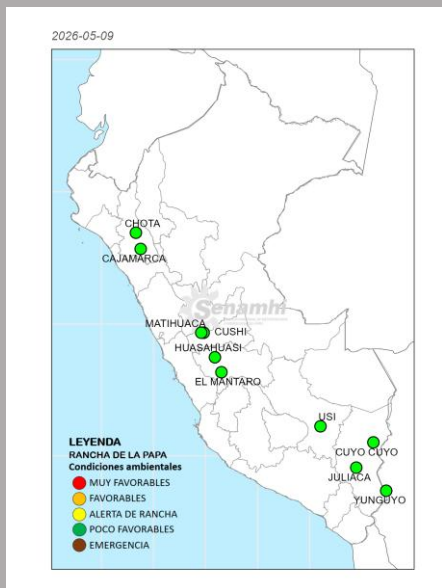 2026-05-09
CHOTA
CAJAMARCA
Senamhi
MATIHUACA
CUSHI
HUASAHUASI
EL MANTARO
USI
CUYO CUYO
JULIACA
YUNGUYO
LEYENDA
RANCHA DE LA PAPA
Condiciones ambientales
MUY FAVORABLES
FAVORABLES
ALERTA DE RANCHA
POCO FAVORABLES
EMERGENCIA